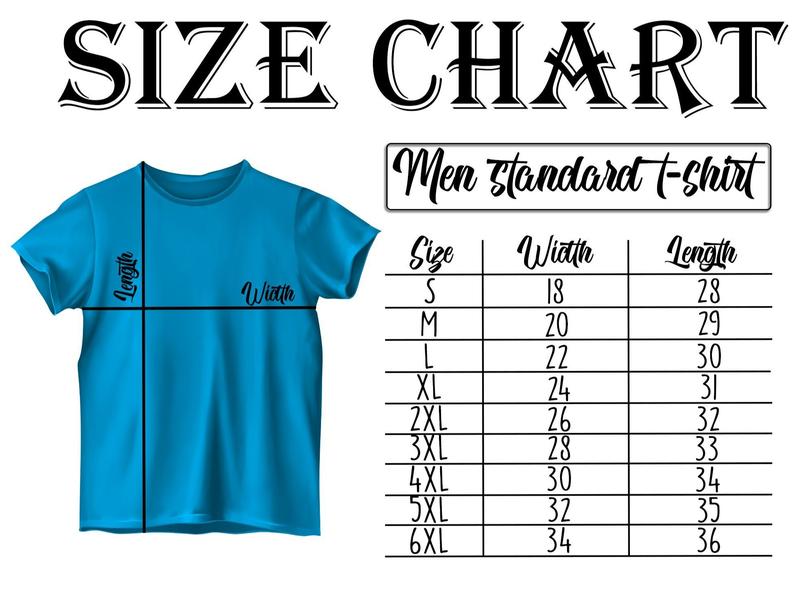 SIZE CHART
Men standard t-shirt
Length
Width
Size Width Length
S 18 28
M 20 29
L 22 30
XL 24 31
2XL 26 32
3XL 28 33
4XL 30 34
5XL 32 35
6XL 34 36